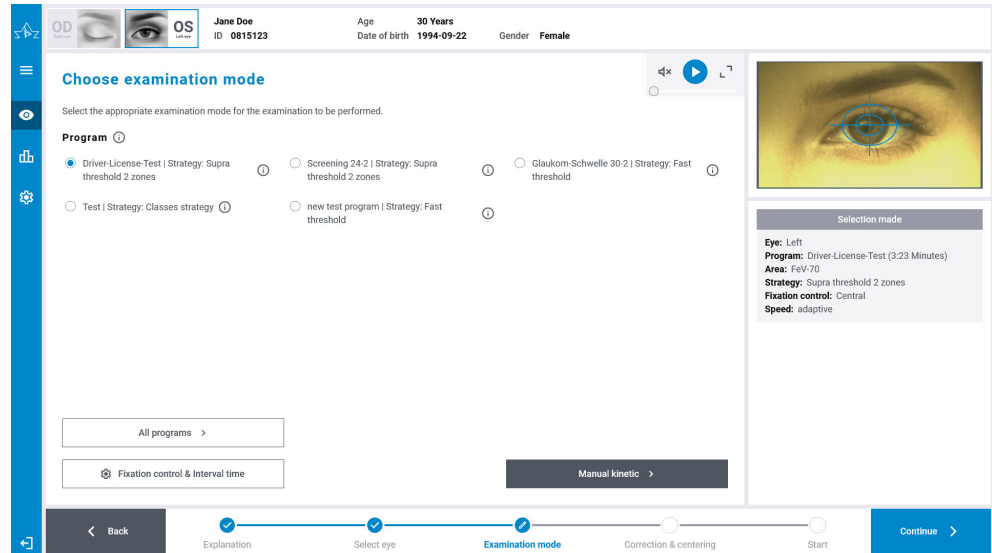 OD
Right eye
OS
Left eye
Jane Doe
ID 0815123
Age 30 Years
Date of birth 1994-09-22 Gender Female
Choose examination mode
Select the appropriate examination mode for the examination to be performed.
Program
Driver-License-Test | Strategy: Supra
threshold 2 zones
Screening 24-2 | Strategy: Supra
threshold 2 zones
Glaukom-Schwelle 30-2 | Strategy: Fast
threshold
Test | Strategy: Classes strategy
new test program | Strategy: Fast
threshold
All programs
Fixation control & Interval time
Manual kinetic
Selection made
Eye: Left
Program: Driver-License-Test (3:23 Minutes)
Area: FeV-70
Strategy: Supra threshold 2 zones
Fixation control: Central
Speed: adaptive
Back
Explanation
Select eye
Examination mode
Correction & centering
Start
Continue